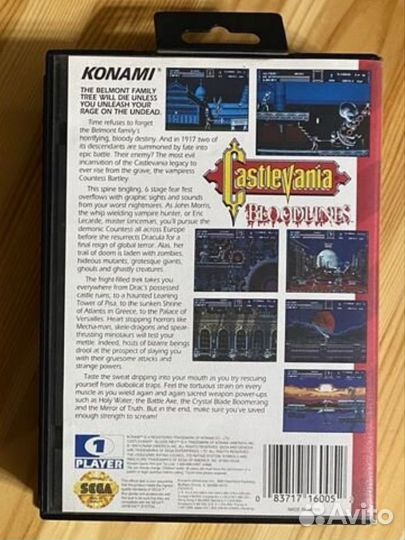 KONAMI®
THE BELMONT FAMILY
TREE WILL DIE UNLESS
YOU UNLEASH YOUR
RAGE ON THE UNDEAD.
Time refuses to forget
the Belmont family's
horrifying, bloody destiny. And in 1917 two of
its descendants are summoned by fate into
epic battle. Their enemy? The most evil
incarnation of the Castlevania legacy to
ever rise from the grave, the vampiress
Countess Bartley.
This spine tingling, 6 stage fear fest
overflows with graphic sights and sounds
from your worst nightmares. As John Morris,
the whip wielding vampire hunter, or Eric
Lecarde, master lanceman, you'll pursue the
demonic Countess all across Europe
before she resurrects Dracula for a
final reign of global terror. Alas, her
trail of doom is laden with zombies,
hideous mutants, grotesque giants,
ghouls and ghastly creatures.
The fright-filled trek takes you
everywhere from Drac's possessed
castle ruins, to a haunted Leaning
Tower of Pisa, to the sunken Shrine
of Atlantis in Greece, to the Palace of
Versailles. Heart stopping horrors like
Mecha-man, skele-dragons and spear-
thrusting minotaurs will test your
mettle. Indeed, hosts of bizarre beings
drool at the prospect of slaying you
with their gruesome attacks and
strange powers.
Taste the sweat dripping into your mouth as you try rescuing
yourself from diabolical traps. Feel the torturous strain on every
muscle as you wield again and again sacred weapon power-ups
such as Holy Water, the Battle Axe, the Crystal Blade Boomerang
and the Mirror of Truth. But in the end, make sure you've saved
enough strength to scream!
Castlevania
BLOODLINES
1
PLAYER
SEGA
0 83717 16005
Avito